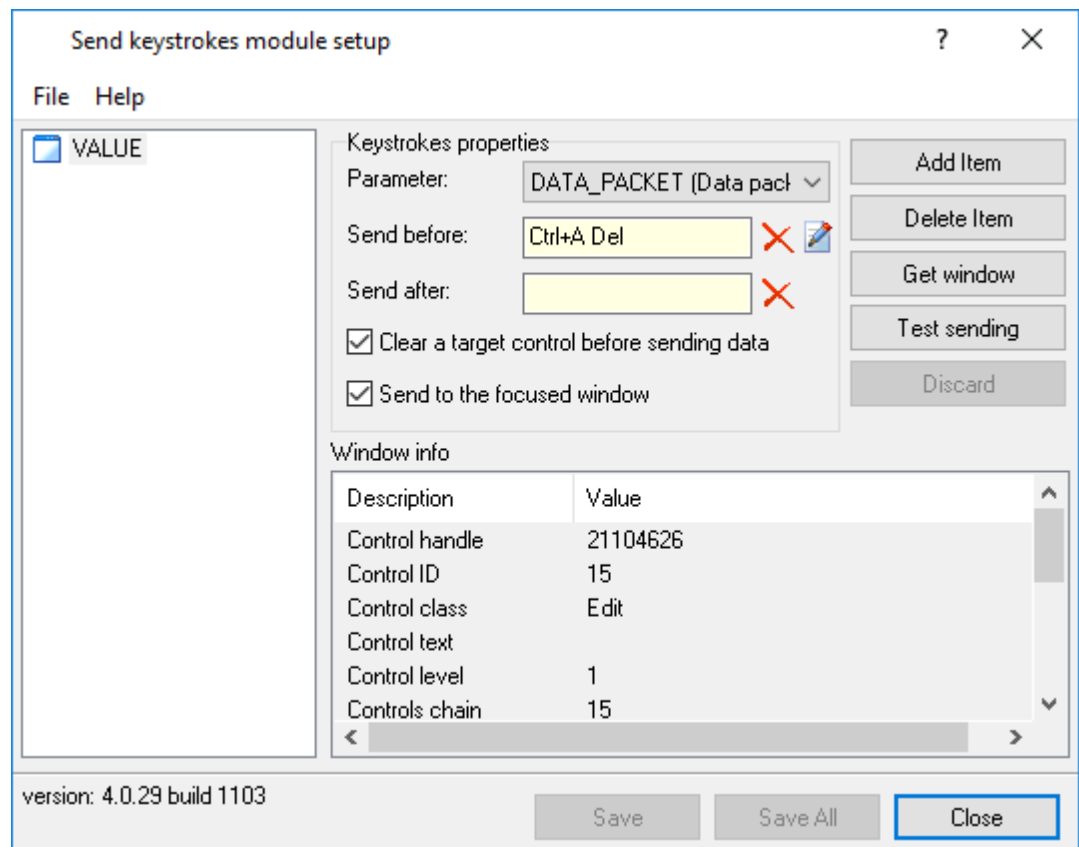 Send keystrokes module setup ?
File Help
VALUE
Keystrokes properties
Parameter: DATA_PACKET (Data pack
Send before: Ctrl+A Del
Send after:
Clear a target control before sending data
Send to the focused window
Add Item
Delete Item
Get window
Test sending
Discard
Window info
Description Value
Control handle 21104626
Control ID 15
Control class Edit
Control text
Control level 1
Controls chain 15
version: 4.0.29 build 1103
Save Save All Close